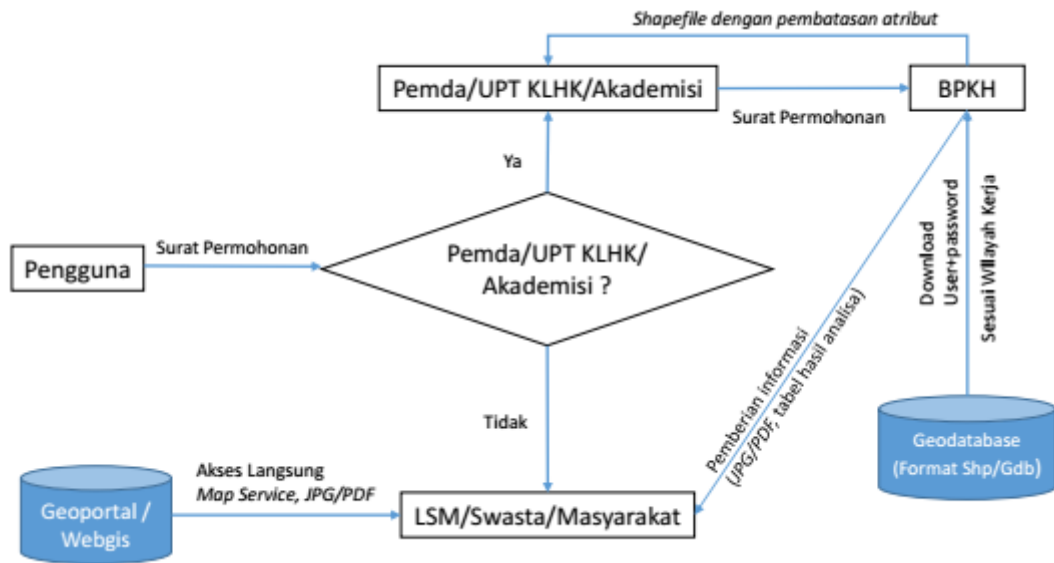 Shapefile dengan pembatasan atribut
Pemda/UPT KLHK/Akademisi
BPKH
Surat Permohonan
Ya
Surat Permohonan
Pengguna
Pemda/UPT KLHK/
Akademisi ?
Download
User+password
Sesuai WIlayah Kerja
Pemberian informasi
(JPG/PDF, tabel hasil analisa)
Tidak
Geodatabase
(Format Shp/Gdb)
Akses Langsung
Map Service, JPG/PDF
Geoportal /
Webgis
LSM/Swasta/Masyarakat